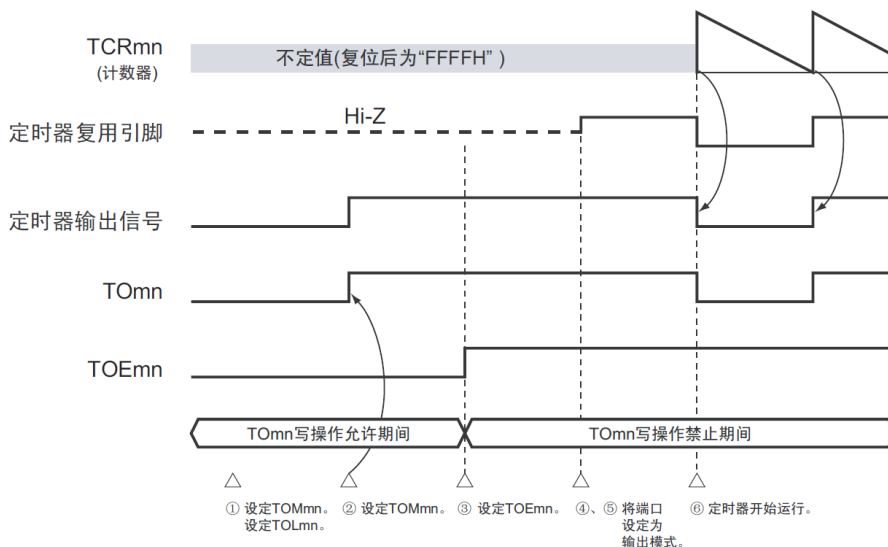 TCRmn
(计数器)
不定值(复位后为“FFFFH” )
Hi-Z
定时器复用引脚
定时器输出信号
TOmn
TOEmn
TOmn写操作允许期间
TOmn写操作禁止期间
① 设定TOMmn。
设定TOLmn。
② 设定TOMmn。
③ 设定TOEmn。
④、⑤ 将端口
设定为
输出模式。
⑥ 定时器开始运行。